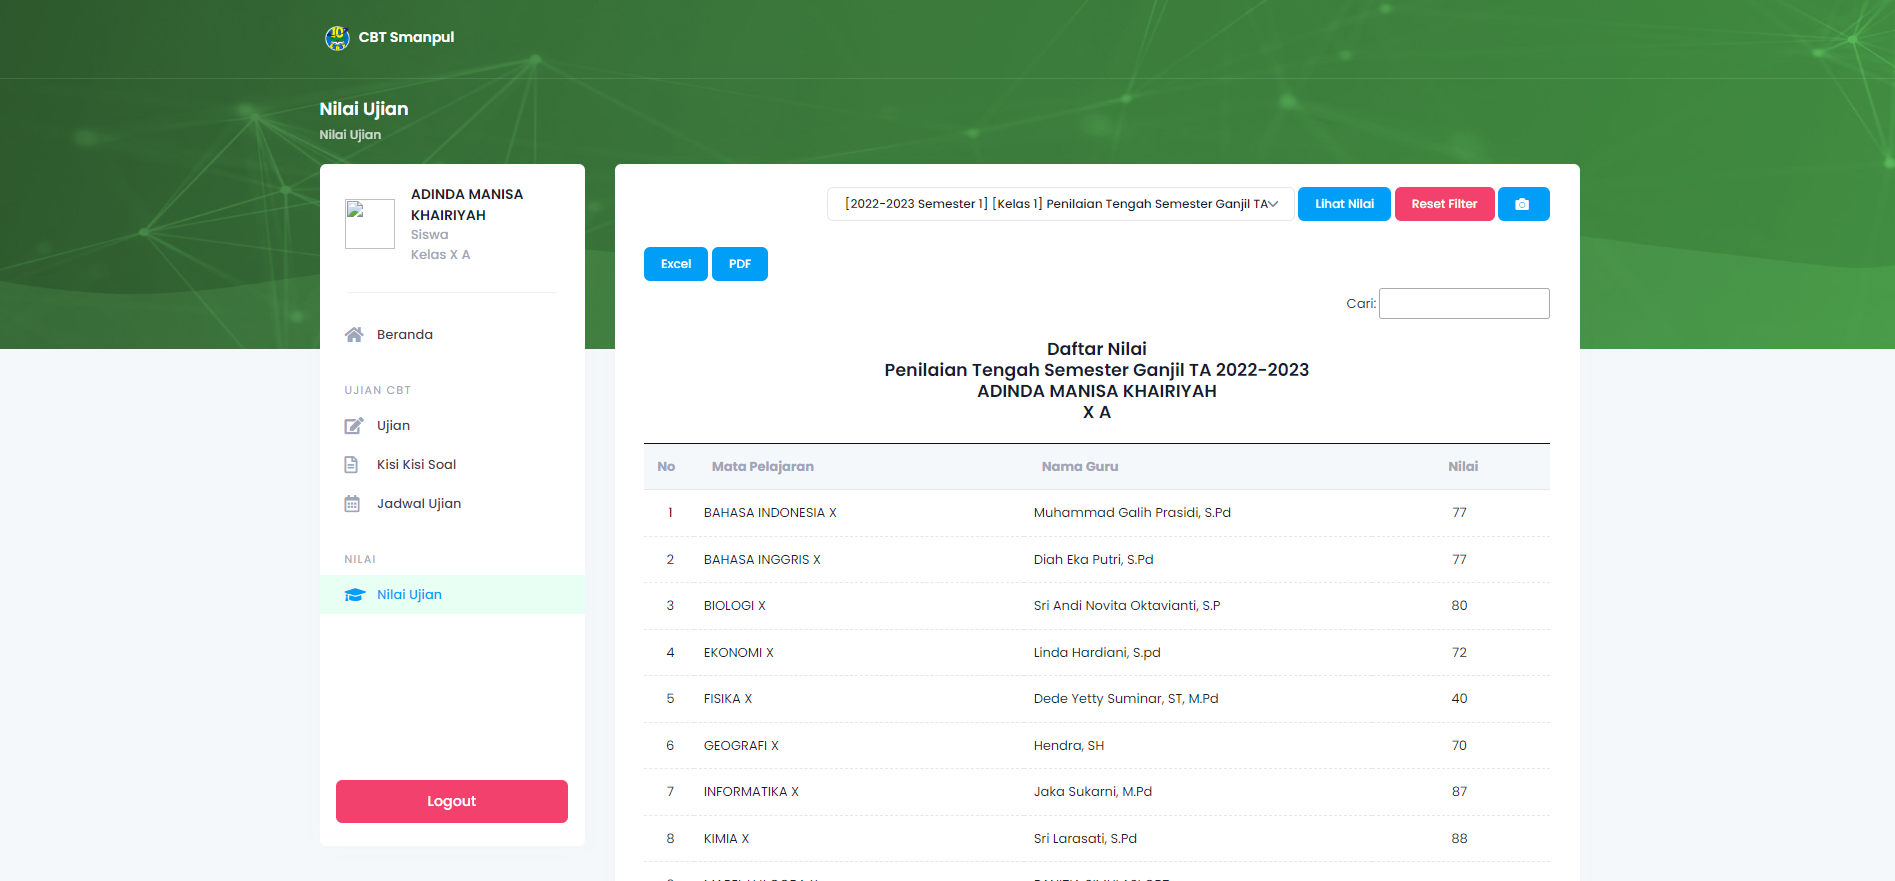 CBT Smanpul
Nilai Ujian
Nilai Ujian
ADINDA MANISA
KHAIRIYAH
Siswa
Kelas X A
Beranda
UJIAN CBT
Ujian
Kisi Kisi Soal
Jadwal Ujian
NILAI
Nilai Ujian
Logout
[2022-2023 Semester 1] [Kelas 1] Penilaian Tengah Semester Ganjil TA
Lihat Nilai
Reset Filter
Excel
PDF
Cari:
Daftar Nilai
Penilaian Tengah Semester Ganjil TA 2022-2023
ADINDA MANISA KHAIRIYAH
X A
No Mata Pelajaran Nama Guru Nilai
1 BAHASA INDONESIA X Muhammad Galih Prasidi, S.Pd 77
2 BAHASA INGGRIS X Diah Eka Putri, S.Pd 77
3 BIOLOGI X Sri Andi Novita Oktavianti, S.P 80
4 EKONOMI X Linda Hardiani, S.pd 72
5 FISIKA X Dede Yetty Suminar, ST, M.Pd 40
6 GEOGRAFI X Hendra, SH 70
7 INFORMATIKA X Jaka Sukarni, M.Pd 87
8 KIMIA X Sri Larasati, S.Pd 88